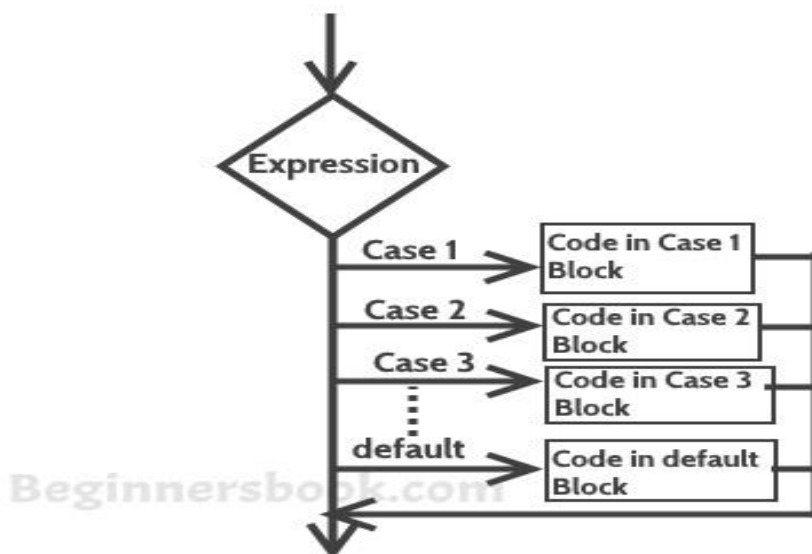 Expression
Case 1
Code in Case 1
Block
Case 2
Code in Case 2
Block
Case 3
Code in Case 3
Block
default
Code in default
Block
Beginnersbook.com